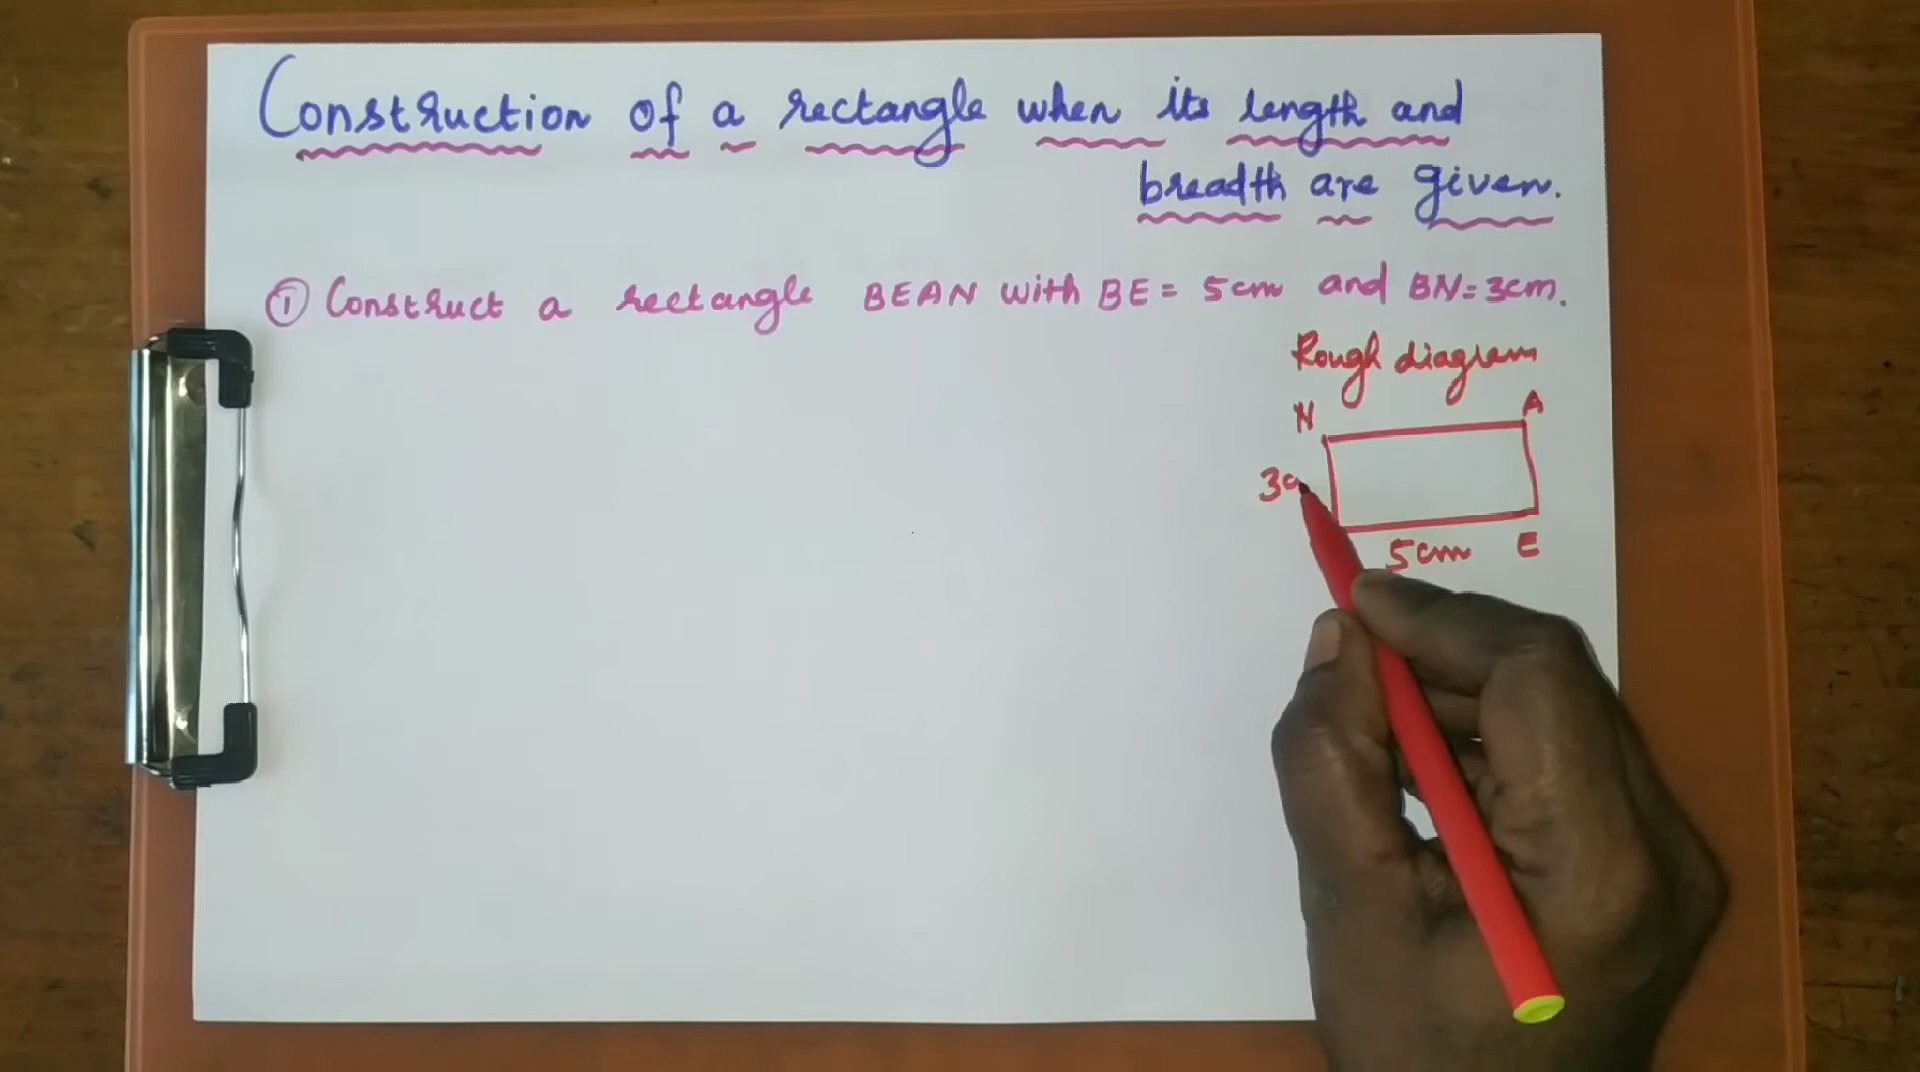 Construction of a rectangle when its length and
breadth are given.
① Construct a rectangle BEAN with BE = 5cm and BN = 3cm.
Rough diagram
N A
3c
5cm E